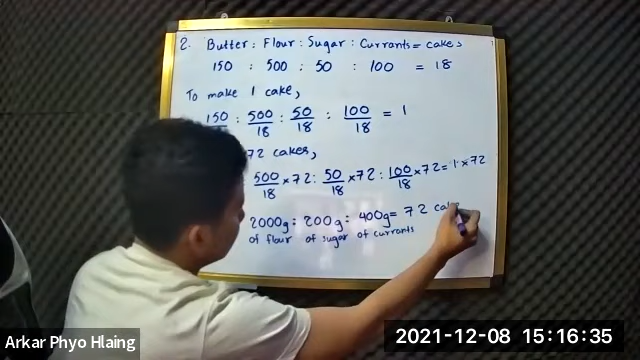 2. Butter : Flour : Sugar : Currants = cakes
150 : 500 : 50 : 100 = 18
To make 1 cake,
150/18 : 500/18 : 50/18 : 100/18 = 1
72 cakes,
500/18 × 72 : 50/18 × 72 : 100/18 × 72 = 1 × 72
2000g : 200g : 400g = 72
of flour of sugar of currants
Arkar Phyo Hlaing
2021-12-08 15:16:35